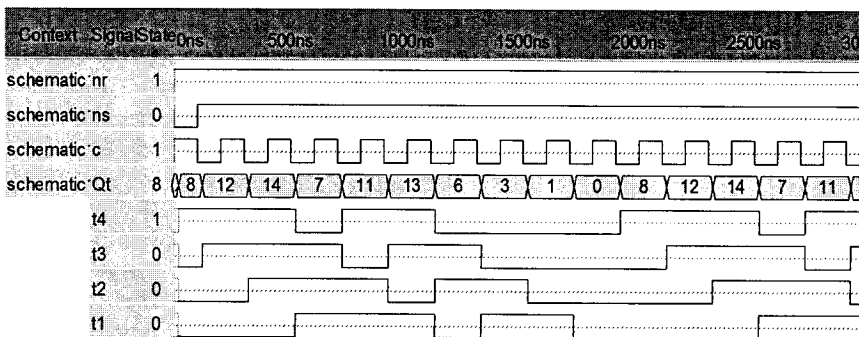 Context SignalState 0ns 500ns 1000ns 1500ns 2000ns 2500ns 30
schematic nr 1
schematic ns 0
schematic c 1
schematic Qt 8 8 12 14 7 11 13 6 3 1 0 8 12 14 7 11
t4 1
t3 0
t2 0
t1 0